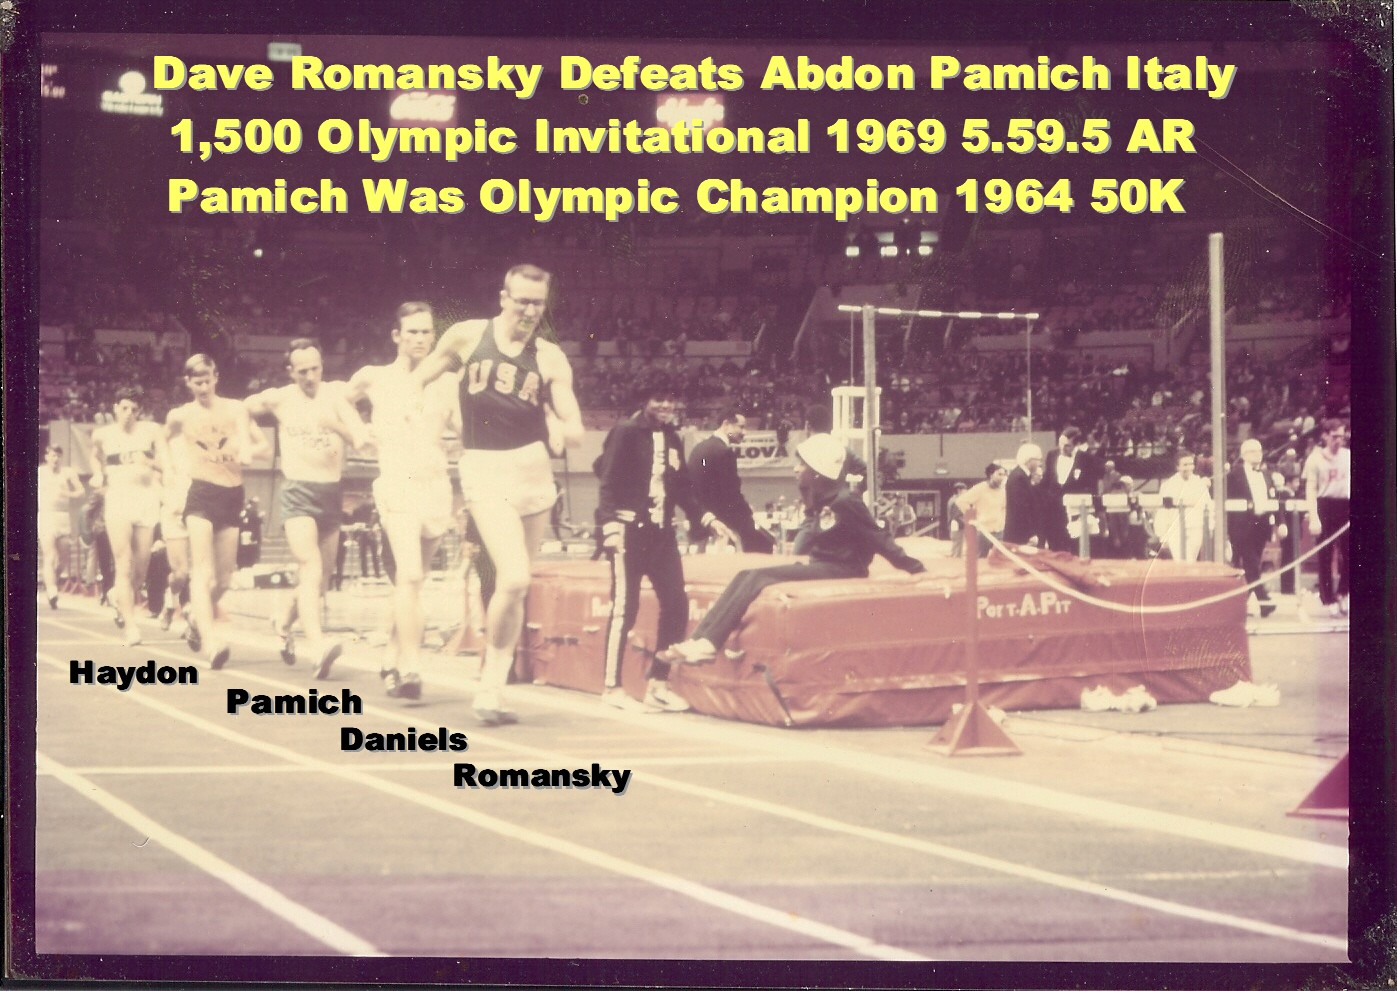 Dave Romansky Defeats Abdon Pamich Italy
1,500 Olympic Invitational 1969 5.59.5 AR
Pamich Was Olympic Champion 1964 50K
USA
PORT-A-PIT
Haydon
Pamich
Daniels
Romansky